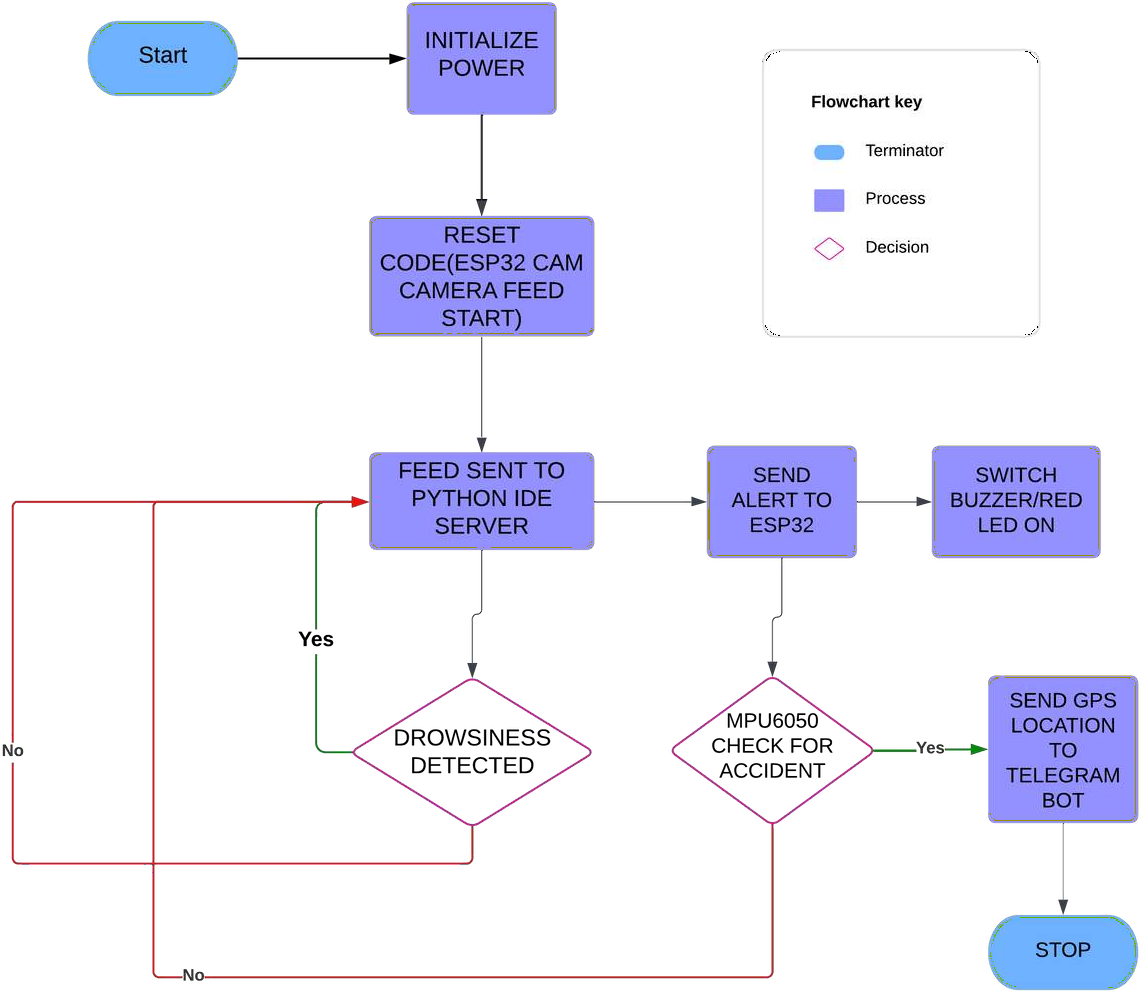 Start
INITIALIZE
POWER
Flowchart key
Terminator
Process
Decision
RESET
CODE(ESP32 CAM
CAMERA FEED
START)
FEED SENT TO
PYTHON IDE
SERVER
SEND
ALERT TO
ESP32
SWITCH
BUZZER/RED
LED ON
Yes
No
DROWSINESS
DETECTED
MPU6050
CHECK FOR
ACCIDENT
Yes
SEND GPS
LOCATION
TO
TELEGRAM
BOT
No
STOP